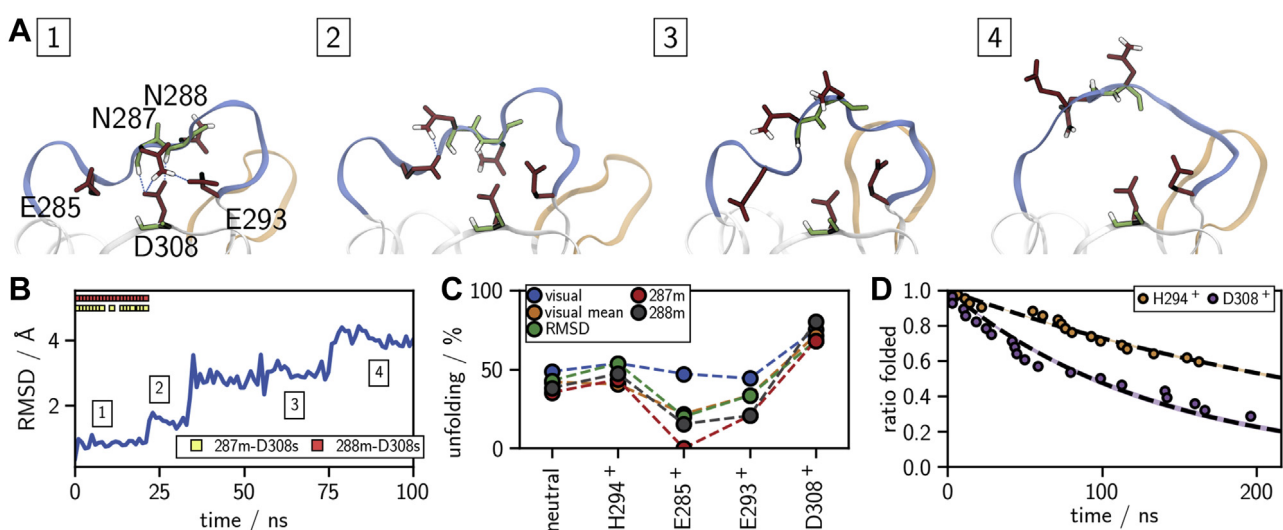 A 1 2 3 4
N288
N287
E285
E293
D308
B
RMSD / Å
4
2
1
2
3
4
287m-D308s 288m-D308s
0 25 50 75 100
time / ns
C
unfolding / %
100
50
0
visual 287m
visual mean 288m
RMSD
neutral
H294+
E285+
E293+
D308+
D
ratio folded
1.0
0.8
0.6
0.4
0.2
0.0
H294+ D308+
0 100 200
time / ns